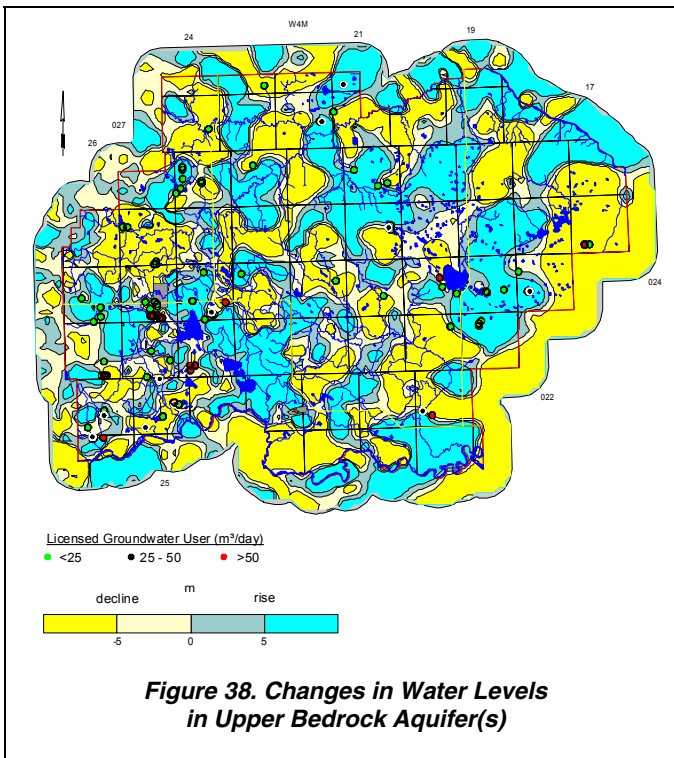 W4M
24
21
19
17
027
26
024
022
25
Licensed Groundwater User (m³/day)
<25 25 - 50 >50
decline m rise
-5 0 5
Figure 38. Changes in Water Levels
in Upper Bedrock Aquifer(s)